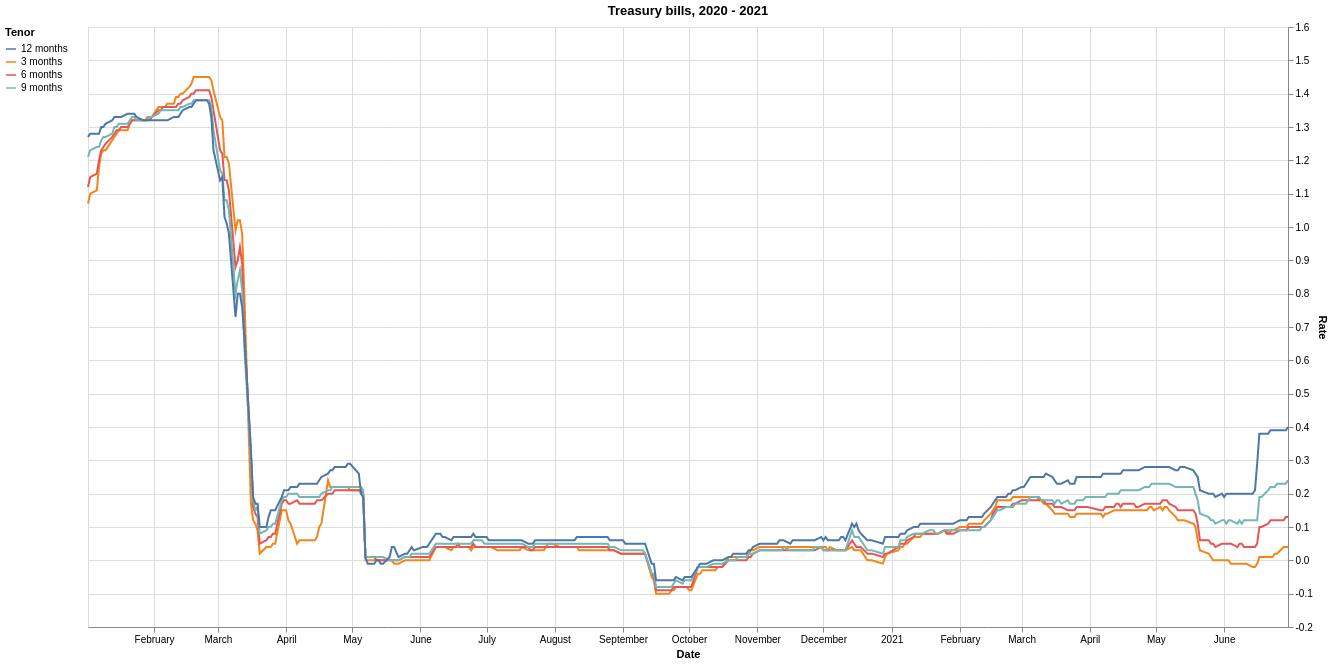 Treasury bills, 2020 - 2021
Tenor
12 months
3 months
6 months
9 months
1.6
1.5
1.4
1.3
1.2
1.1
1.0
0.9
0.8
0.7
0.6
0.5
0.4
0.3
0.2
0.1
0.0
-0.1
-0.2
Rate
February March April May June July August September October November December 2021 February March April May June
Date